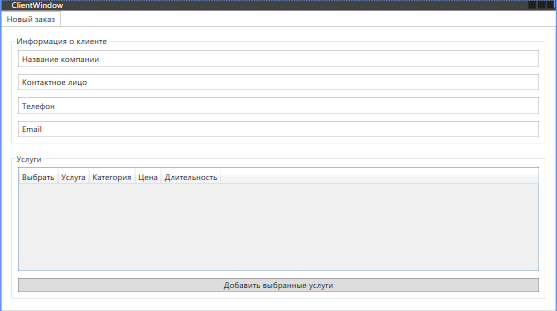 ClientWindow
Новый заказ
Информация о клиенте
Название компании
Контактное лицо
Телефон
Email
Услуги
Выбрать Услуга Категория Цена Длительность
Добавить выбранные услуги